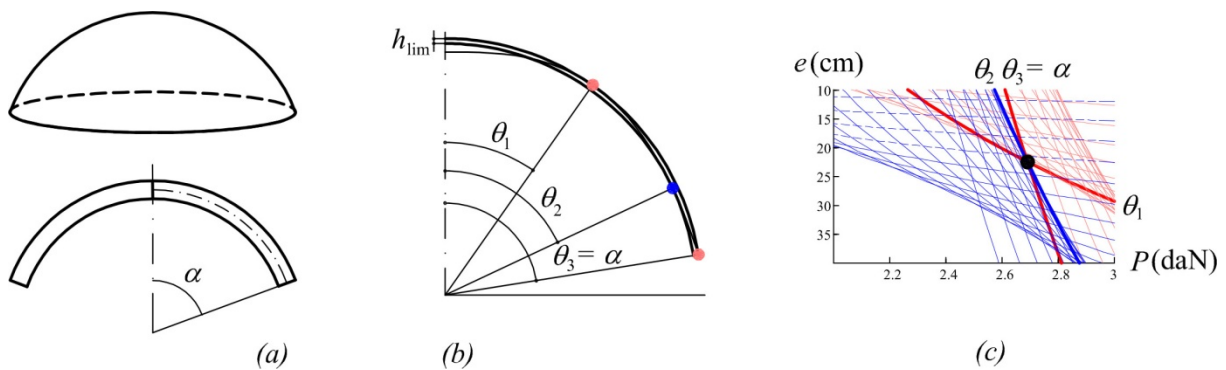 α
(a)
h_lim
θ₁
θ₂
θ₃ = α
(b)
e (cm)
θ₂ θ₃ = α
10
15
20
25
30
35
θ₁
2.2 2.4 2.6 2.8 3
P (daN)
(c)